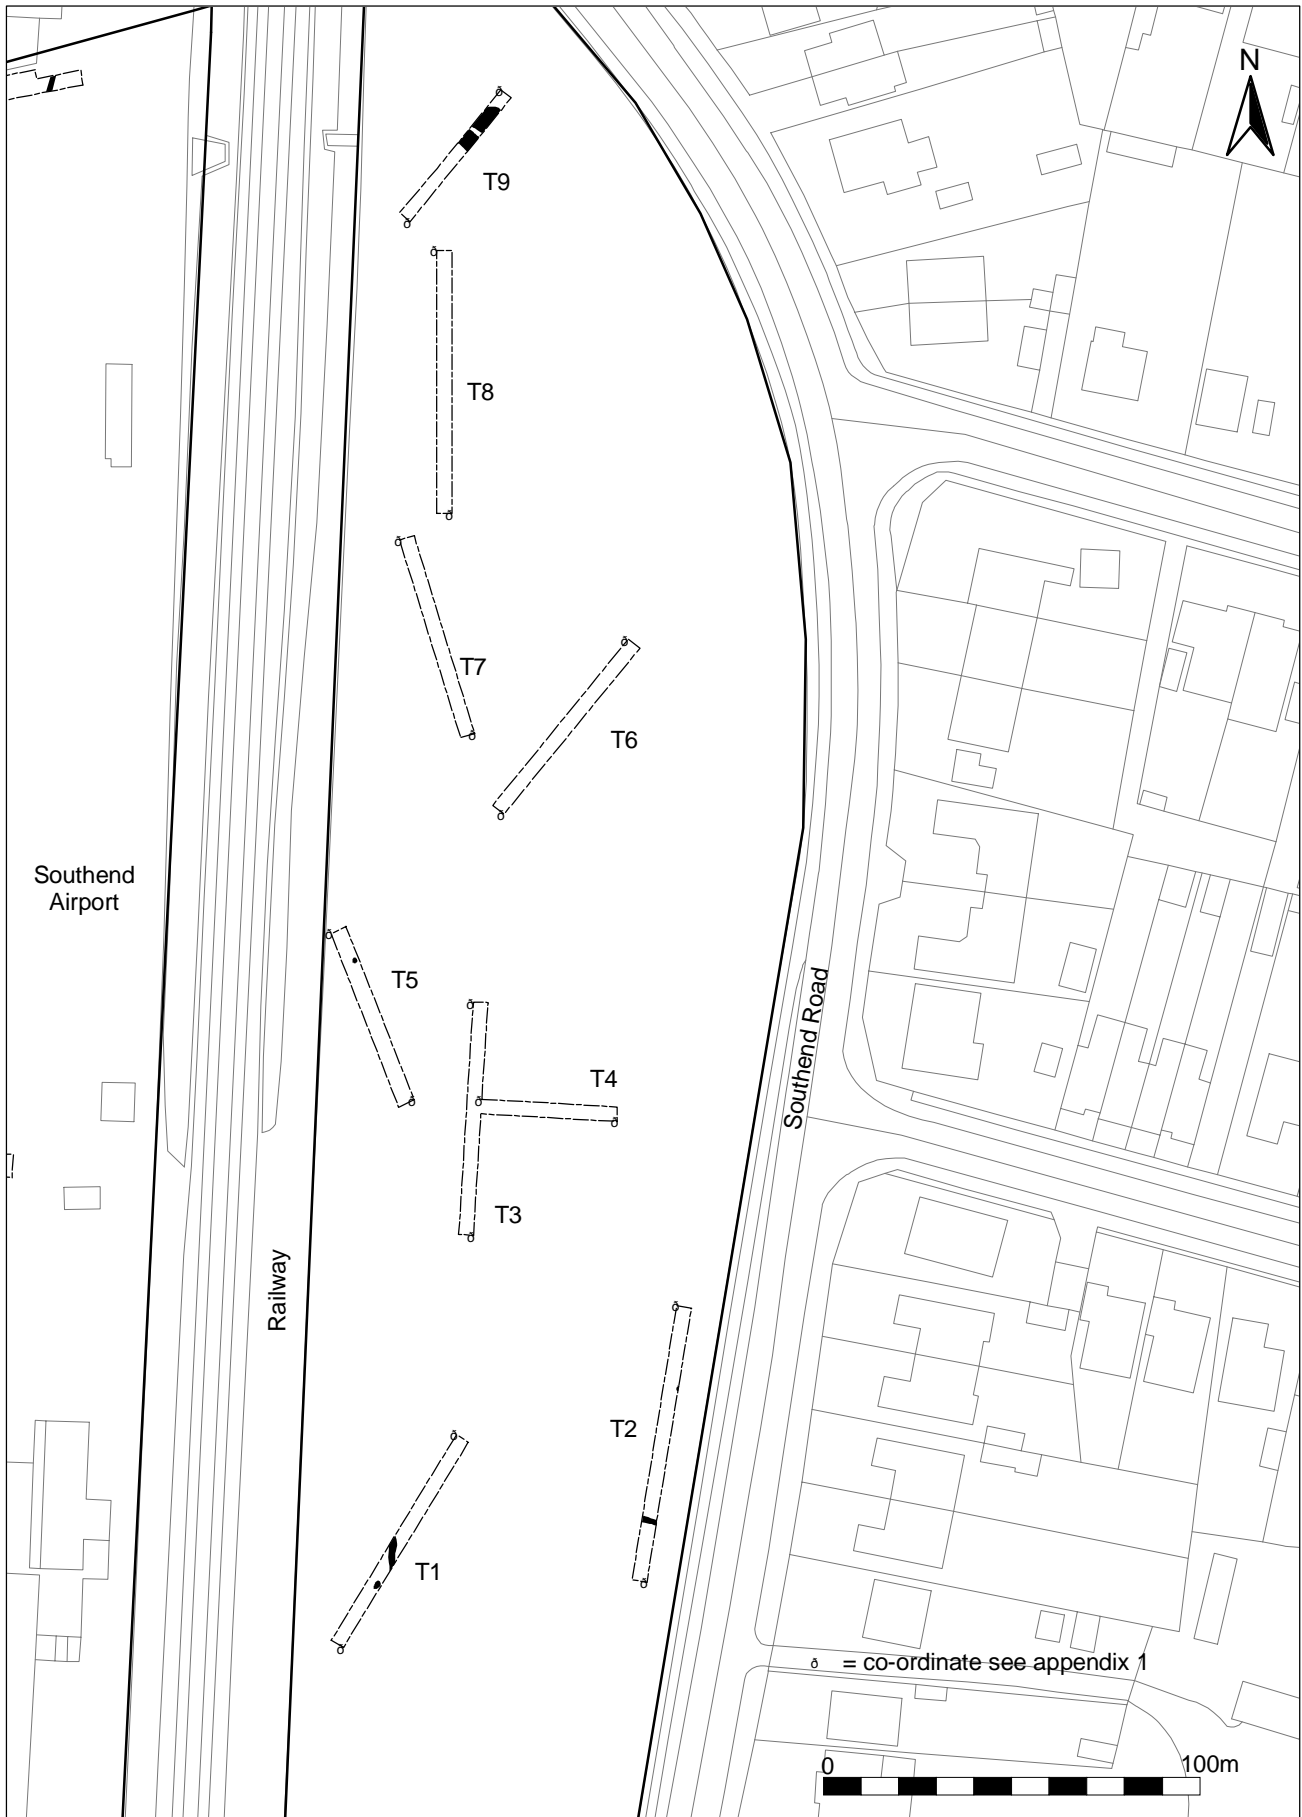 N
T9
T8
T7
T6
Southend
Airport
T5
Southend Road
T4
T3
Railway
T2
T1
ð = co-ordinate see appendix 1
0 100m